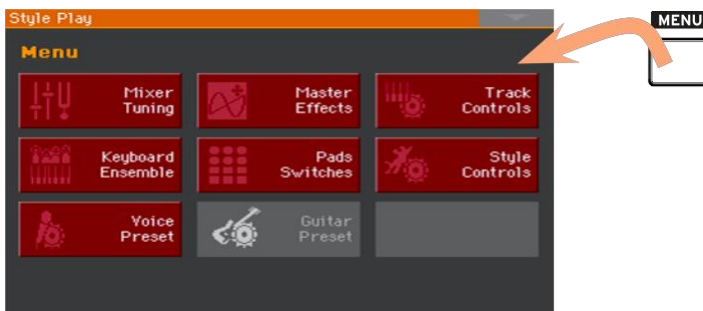 Style Play
MENU
Menu
Mixer
Tuning
Master
Effects
Track
Controls
Keyboard
Ensemble
Pads
Switches
Style
Controls
Voice
Preset
Guitar
Preset